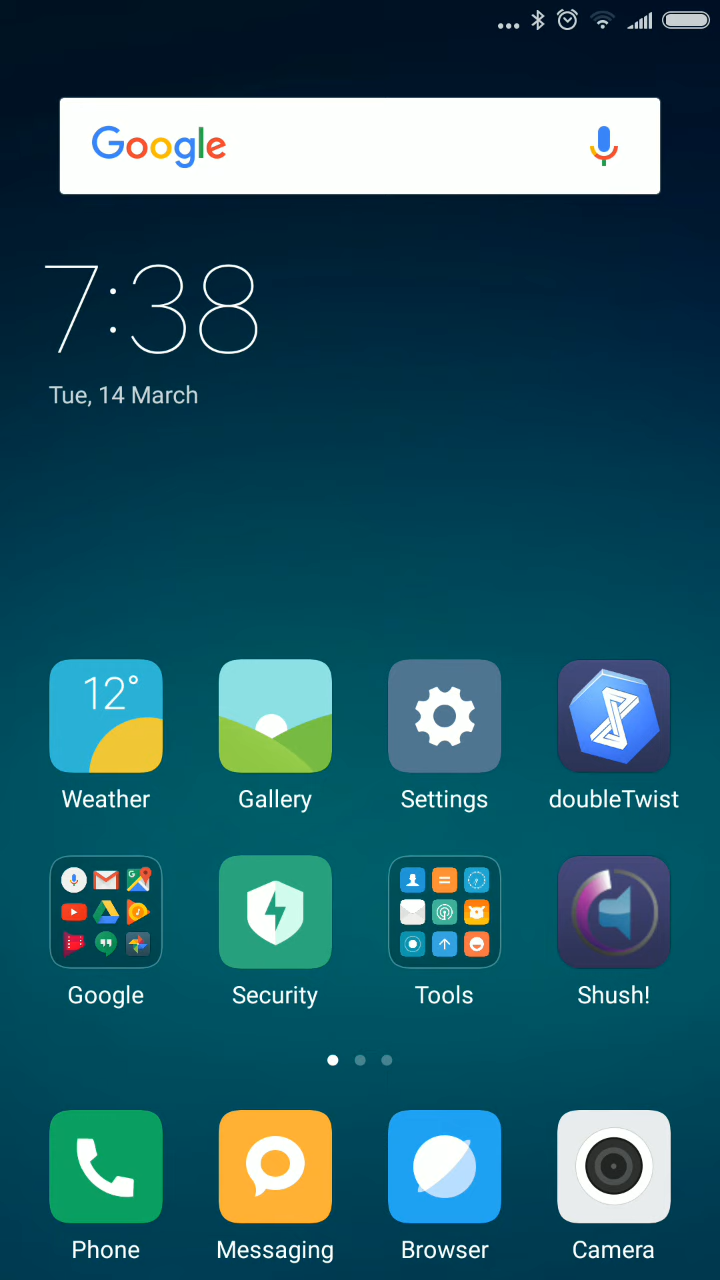 Google
7:38
Tue, 14 March
12°
Weather
Gallery
Settings
doubleTwist
Google
Security
Tools
Shush!
Phone
Messaging
Browser
Camera